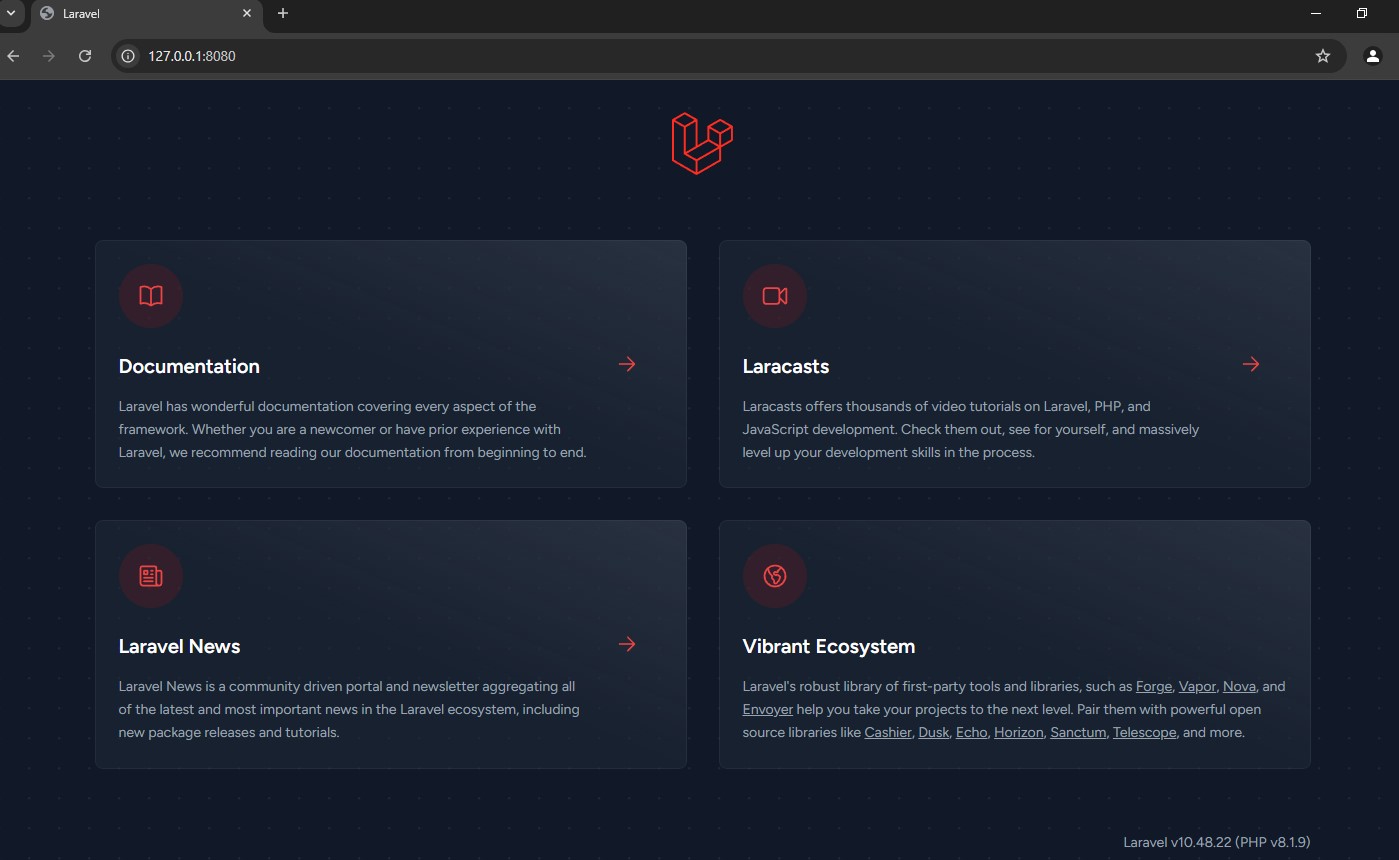 Laravel
127.0.0.1:8080
Documentation
Laravel has wonderful documentation covering every aspect of the
framework. Whether you are a newcomer or have prior experience with
Laravel, we recommend reading our documentation from beginning to end.
Laracasts
Laracasts offers thousands of video tutorials on Laravel, PHP, and
JavaScript development. Check them out, see for yourself, and massively
level up your development skills in the process.
Laravel News
Laravel News is a community driven portal and newsletter aggregating all
of the latest and most important news in the Laravel ecosystem, including
new package releases and tutorials.
Vibrant Ecosystem
Laravel's robust library of first-party tools and libraries, such as Forge, Vapor, Nova, and
Envoyer help you take your projects to the next level. Pair them with powerful open
source libraries like Cashier, Dusk, Echo, Horizon, Sanctum, Telescope, and more.
Laravel v10.48.22 (PHP v8.1.9)